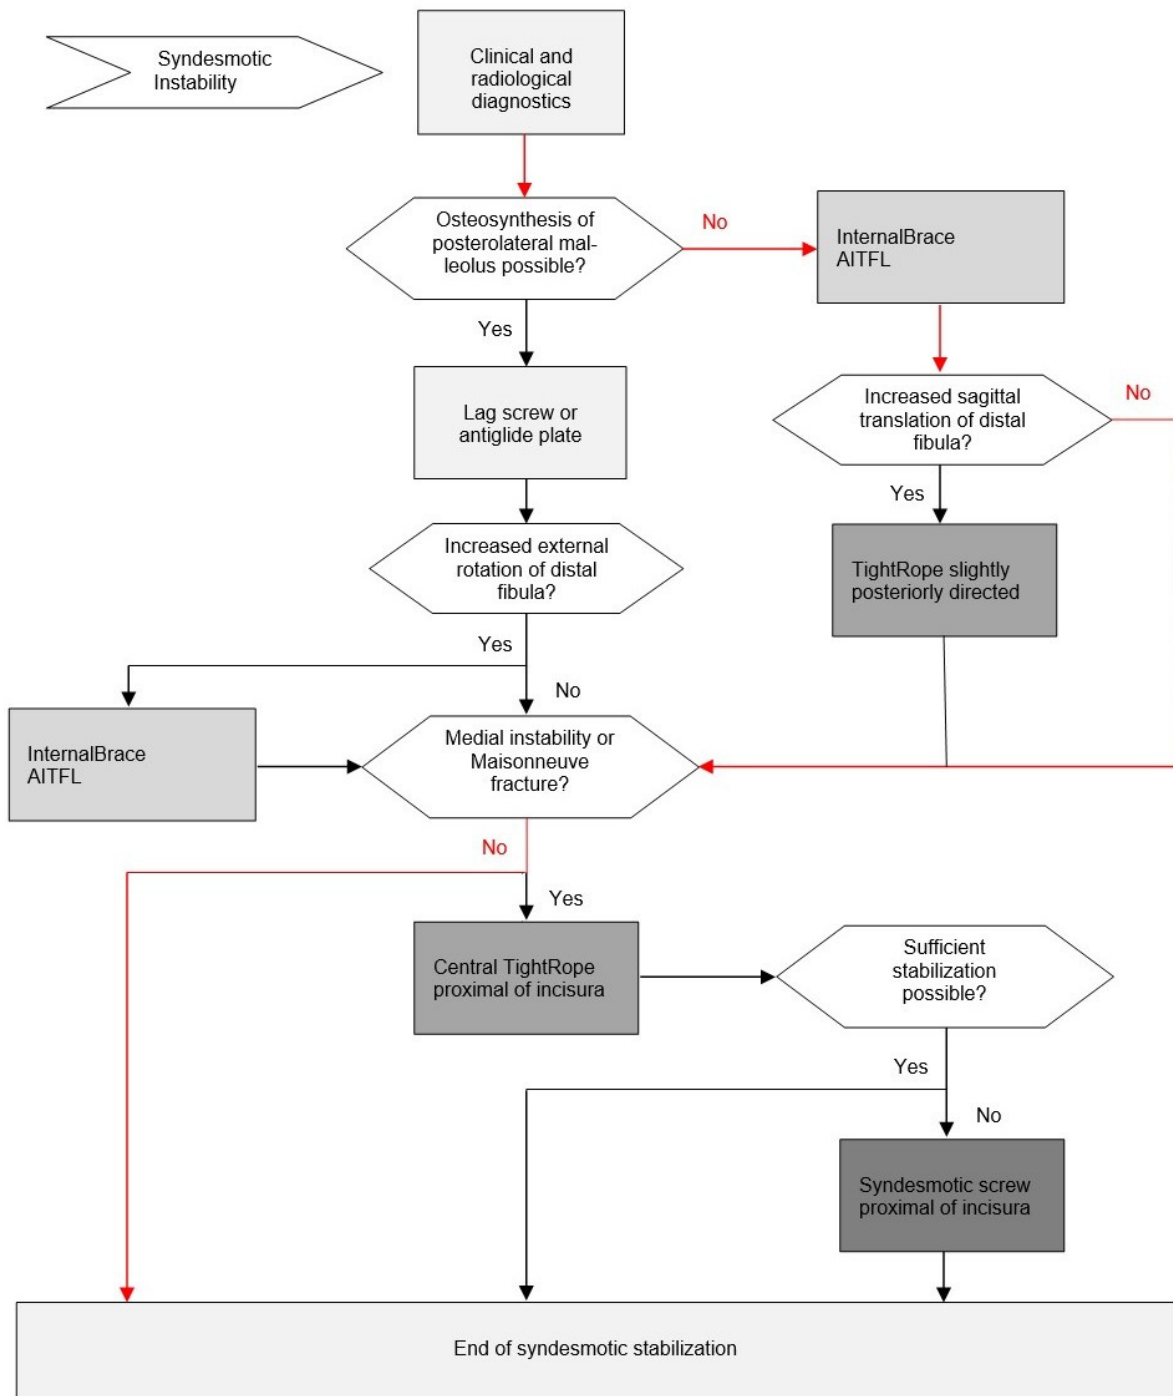 Syndesmotic
Instability
Clinical and
radiological
diagnostics
Osteosynthesis of
posterolateral mal-
leolus possible?
No
InternalBrace
AITFL
Yes
Lag screw or
antiglide plate
Increased sagittal
translation of distal
fibula?
No
Yes
TightRope slightly
posteriorly directed
Increased external
rotation of distal
fibula?
Yes
No
InternalBrace
AITFL
Medial instability or
Maisonneuve
fracture?
No
Yes
Central TightRope
proximal of incisura
Sufficient
stabilization
possible?
Yes
No
Syndesmotic screw
proximal of incisura
End of syndesmotic stabilization